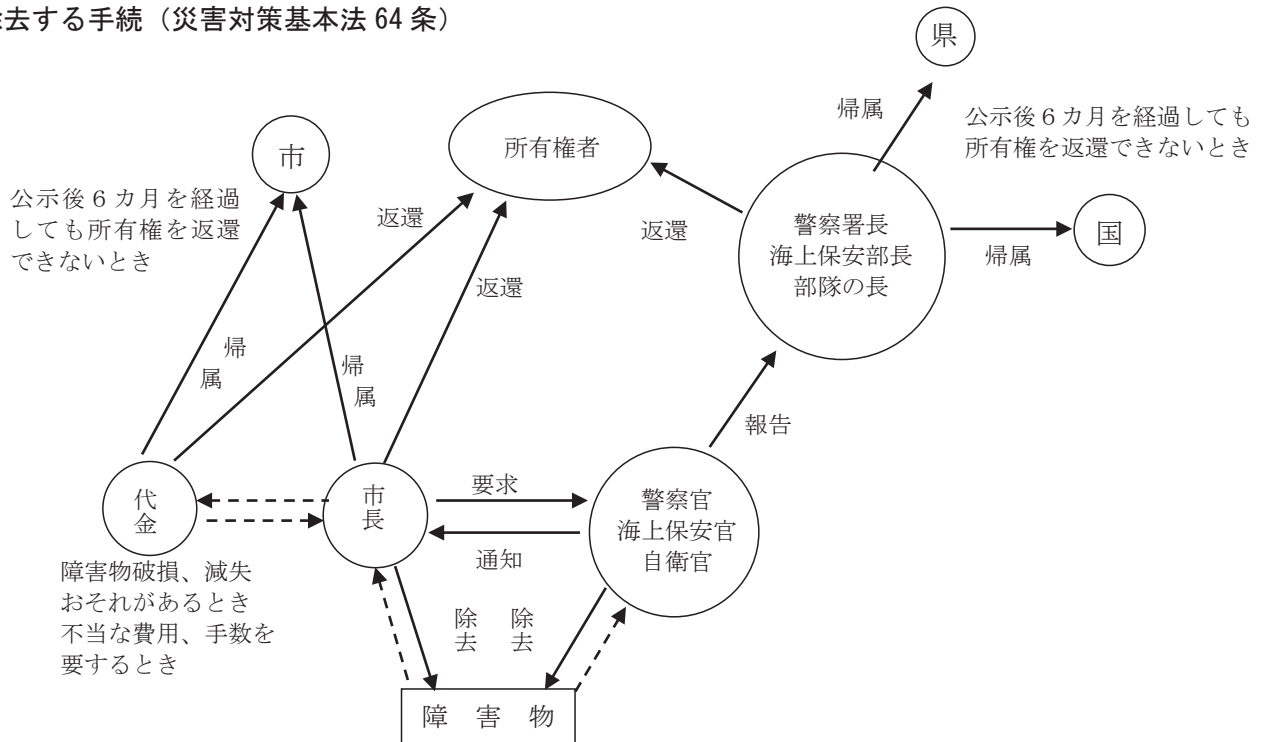 去する手続(災害対策基本法 64 条)
県
帰属
公示後６カ月を経過しても
所有権を返還できないとき
市
所有権者
公示後６カ月を経過
しても所有権を返還
できないとき
返還
返還
警察署長
海上保安部長
部隊の長
国
帰属
返還
帰属
帰属
報告
代金
市長
要求
通知
警察官
海上保安官
自衛官
障害物破損、減失
おそれがあるとき
不当な費用、手数を
要するとき
除去
除去
障　害　物